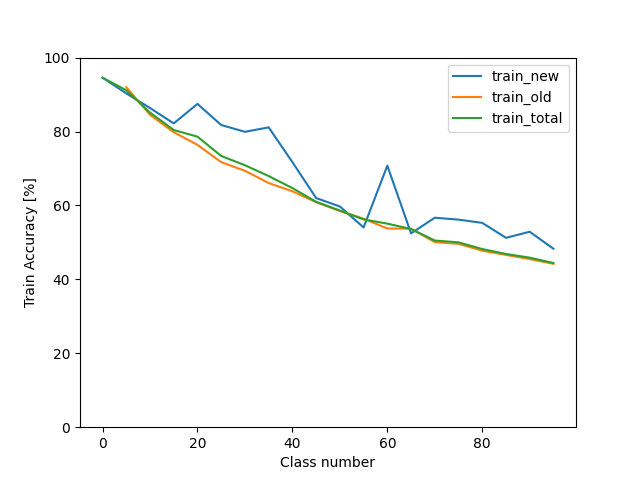 100
80
60
40
20
0
Train Accuracy [%]
train_new
train_old
train_total
0 20 40 60 80
Class number